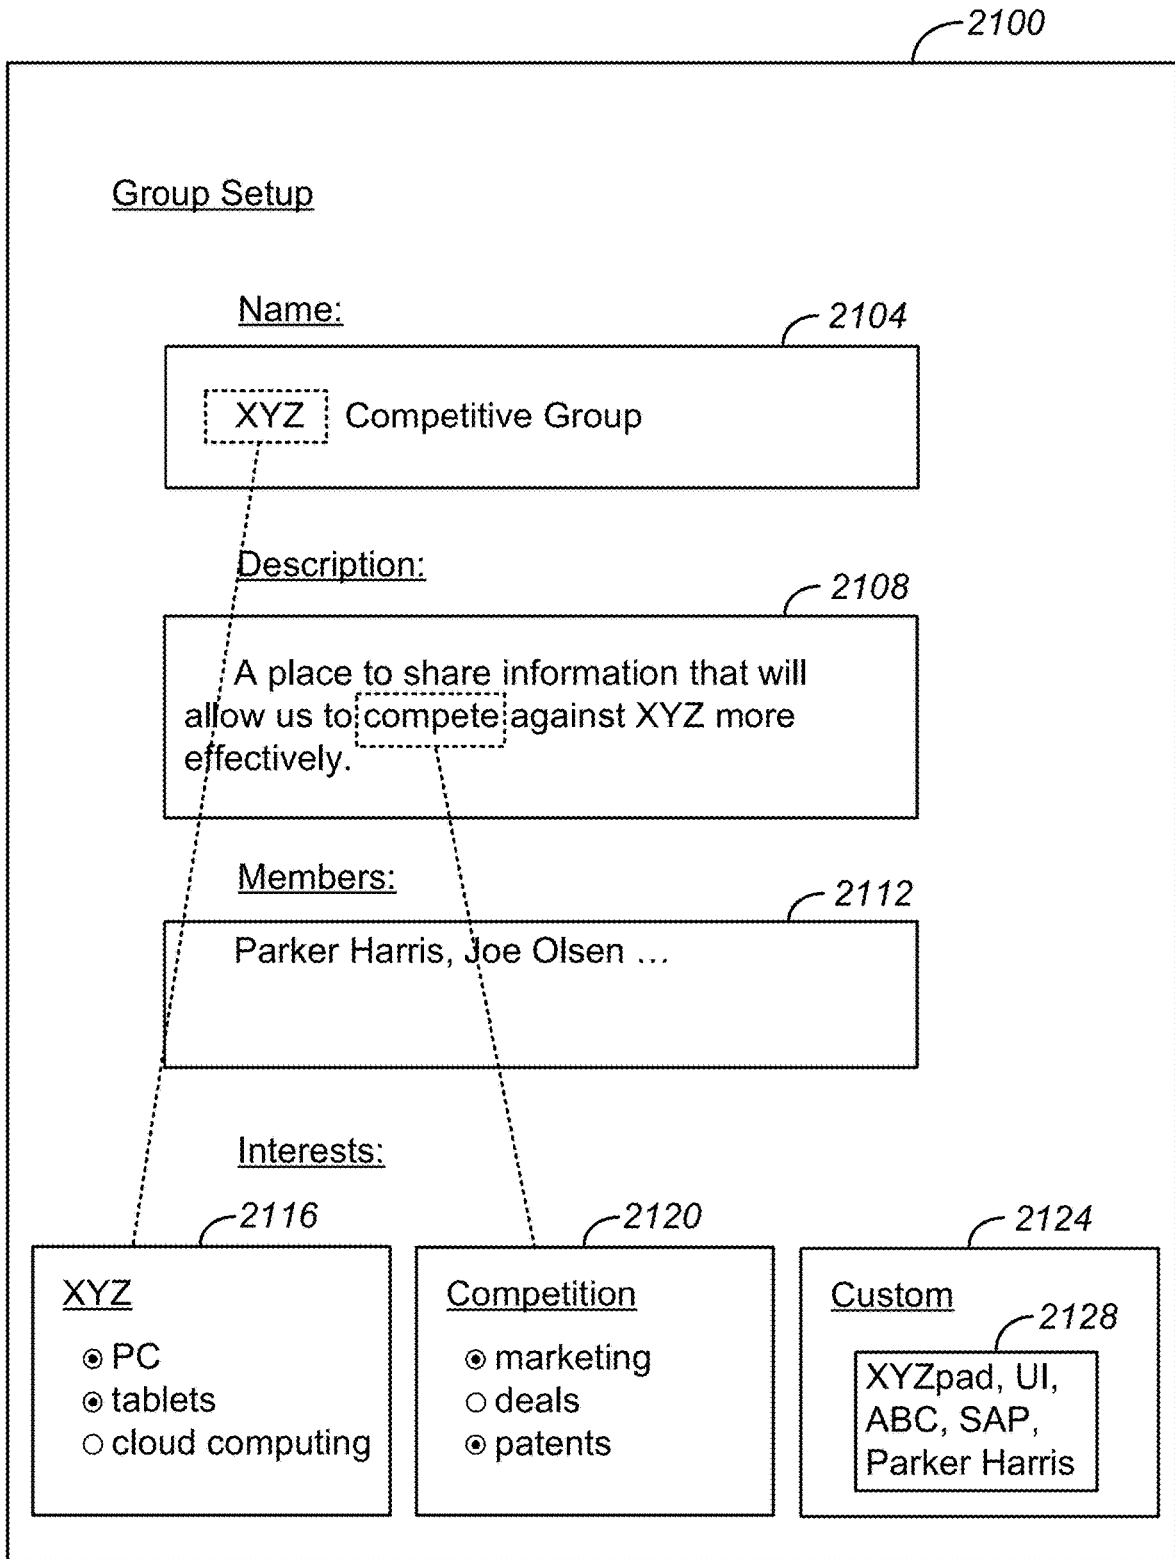 2100
Group Setup
Name:
2104
XYZ Competitive Group
Description:
2108
A place to share information that will
allow us to compete against XYZ more
effectively.
Members:
2112
Parker Harris, Joe Olsen ...
Interests:
2116
XYZ
PC
tablets
cloud computing
2120
Competition
marketing
deals
patents
2124
Custom
2128
XYZpad, UI,
ABC, SAP,
Parker Harris